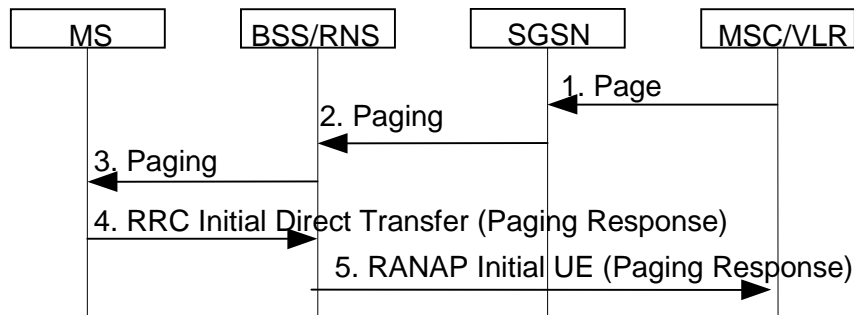 MS
BSS/RNS
SGSN
MSC/VLR
1. Page
2. Paging
3. Paging
4. RRC Initial Direct Transfer (Paging Response)
5. RANAP Initial UE (Paging Response)